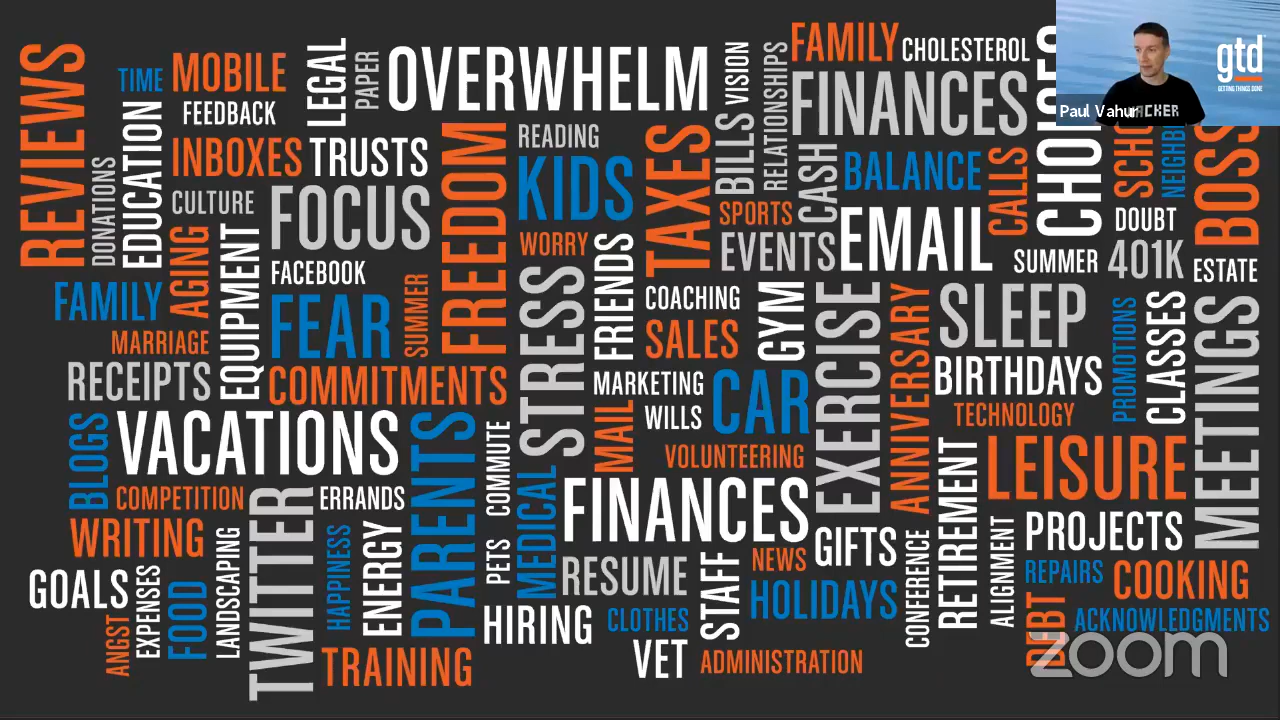 REVIEWS
TIME
MOBILE
LEGAL
PAPER
OVERWHELM
VISION
RELATIONSHIPS
FAMILY
CHOLESTEROL
FEEDBACK
FINANCES
BILLS
EDUCATION
DONATIONS
INBOXES
TRUSTS
FREEDOM
READING
KIDS
TAXES
CASH
BALANCE
CALLS
BOSS
CULTURE
FOCUS
SPORTS
EVENTS
EMAIL
DOUBT
SUMMER
401K
ESTATE
AGING
EQUIPMENT
FACEBOOK
WORRY
STRESS
FRIENDS
FAMILY
FEAR
SUMMER
COACHING
GYM
EXERCISE
ANNIVERSARY
SLEEP
PROMOTIONS
CLASSES
MEETINGS
MARRIAGE
SALES
RECEIPTS
COMMITMENTS
MARKETING
CAR
BIRTHDAYS
WILLS
TECHNOLOGY
BLOGS
VACATIONS
PARENTS
COMMUTE
MAIL
VOLUNTEERING
RETIREMENT
LEISURE
COMPETITION
TWITTER
ERRANDS
MEDICAL
FINANCES
WRITING
LANDSCAPING
HAPPINESS
ENERGY
PETS
GIFTS
CONFERENCE
ALIGNMENT
PROJECTS
GOALS
EXPENSES
FOOD
RESUME
STAFF
NEWS
HOLIDAYS
REPAIRS
COOKING
ANGST
HIRING
CLOTHES
DEBT
ACKNOWLEDGMENTS
TRAINING
VET
ADMINISTRATION
gtd
GETTING THINGS DONE
Paul Vahur
zoom